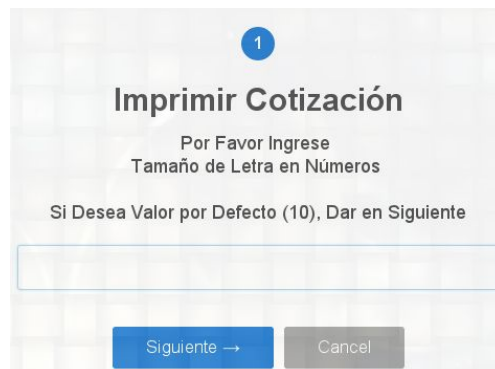 1
Imprimir Cotización
Por Favor Ingrese
Tamaño de Letra en Números
Si Desea Valor por Defecto (10), Dar en Siguiente
Siguiente →
Cancel